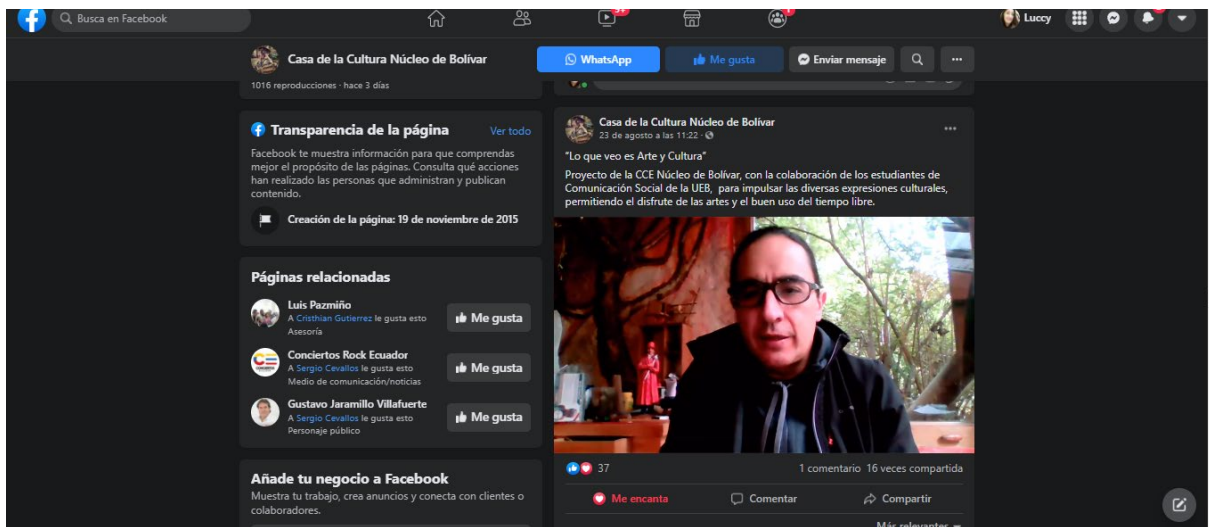 Busca en Facebook
9+
1
Luccy
Casa de la Cultura Núcleo de Bolívar
WhatsApp
Me gusta
Enviar mensaje
1016 reproducciones · hace 3 días
Transparencia de la página
Ver todo
Facebook te muestra información para que comprendas
mejor el propósito de las páginas. Consulta qué acciones
han realizado las personas que administran y publican
contenido.
Creación de la página: 19 de noviembre de 2015
Páginas relacionadas
Luis Pazmiño
A Cristhian Gutierrez le gusta esto
Asesoría
Me gusta
Conciertos Rock Ecuador
A Sergio Cevallos le gusta esto
Medio de comunicación/noticias
Me gusta
Gustavo Jaramillo Villafuerte
A Sergio Cevallos le gusta esto
Personaje público
Me gusta
Añade tu negocio a Facebook
Muestra tu trabajo, crea anuncios y conecta con clientes o
colaboradores.
Casa de la Cultura Núcleo de Bolívar
23 de agosto a las 11:22 ·
"Lo que veo es Arte y Cultura"
Proyecto de la CCE Núcleo de Bolívar, con la colaboración de los estudiantes de
Comunicación Social de la UEB, para impulsar las diversas expresiones culturales,
permitiendo el disfrute de las artes y el buen uso del tiempo libre.
37
1 comentario 16 veces compartida
Me encanta
Comentar
Compartir
Más relevantes